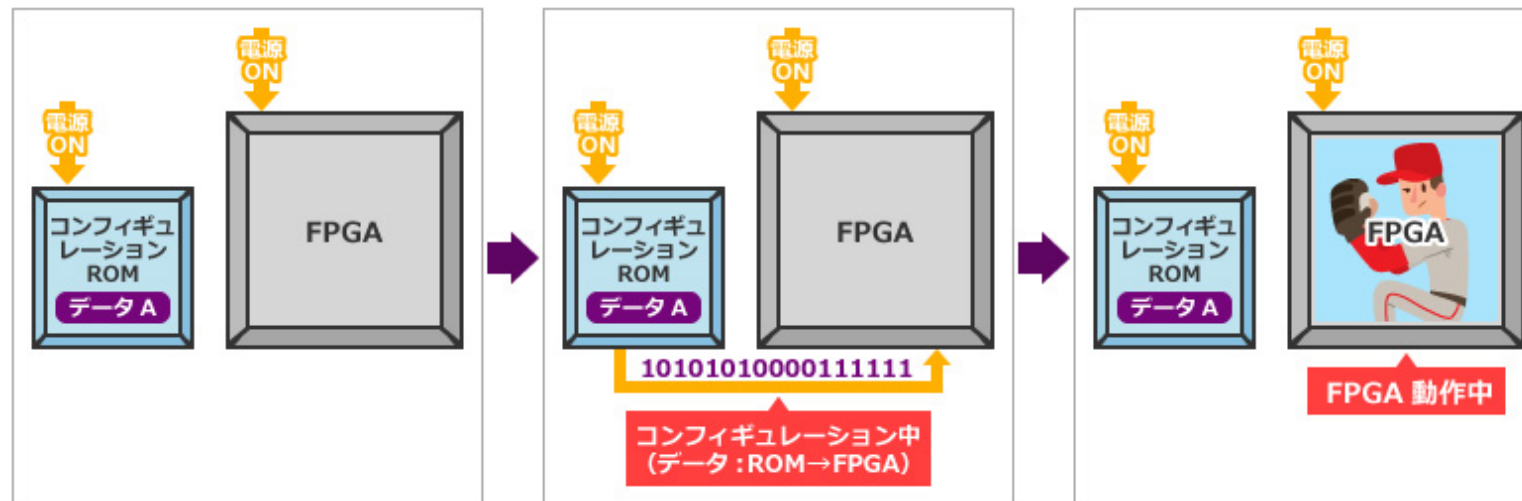 電源
ON
電源
ON
コンフィギュ
レーション
ROM
データ A
FPGA
電源
ON
電源
ON
コンフィギュ
レーション
ROM
データ A
FPGA
10101010000111111
コンフィギュレーション中
（データ：ROM→FPGA）
電源
ON
電源
ON
コンフィギュ
レーション
ROM
データ A
FPGA
FPGA 動作中